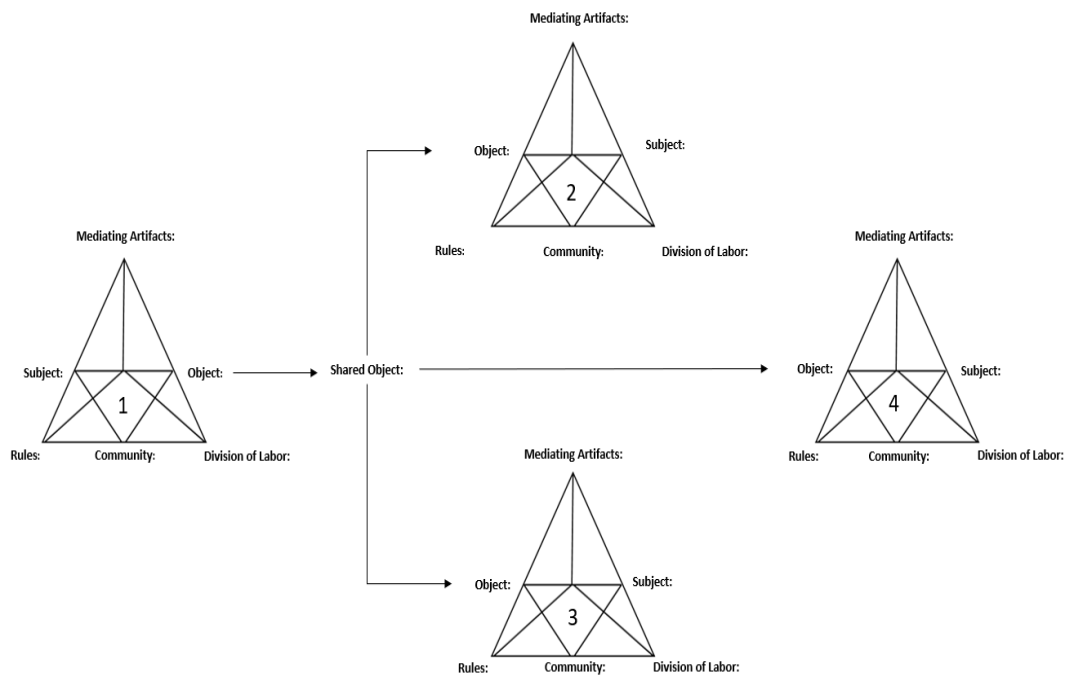 Mediating Artifacts:
Object:
Subject:
2
Rules:
Community:
Division of Labor:
Mediating Artifacts:
Subject:
Object:
1
Rules:
Community:
Division of Labor:
Shared Object:
Mediating Artifacts:
Object:
Subject:
4
Rules:
Community:
Division of Labor:
Mediating Artifacts:
Object:
Subject:
3
Rules:
Community:
Division of Labor: